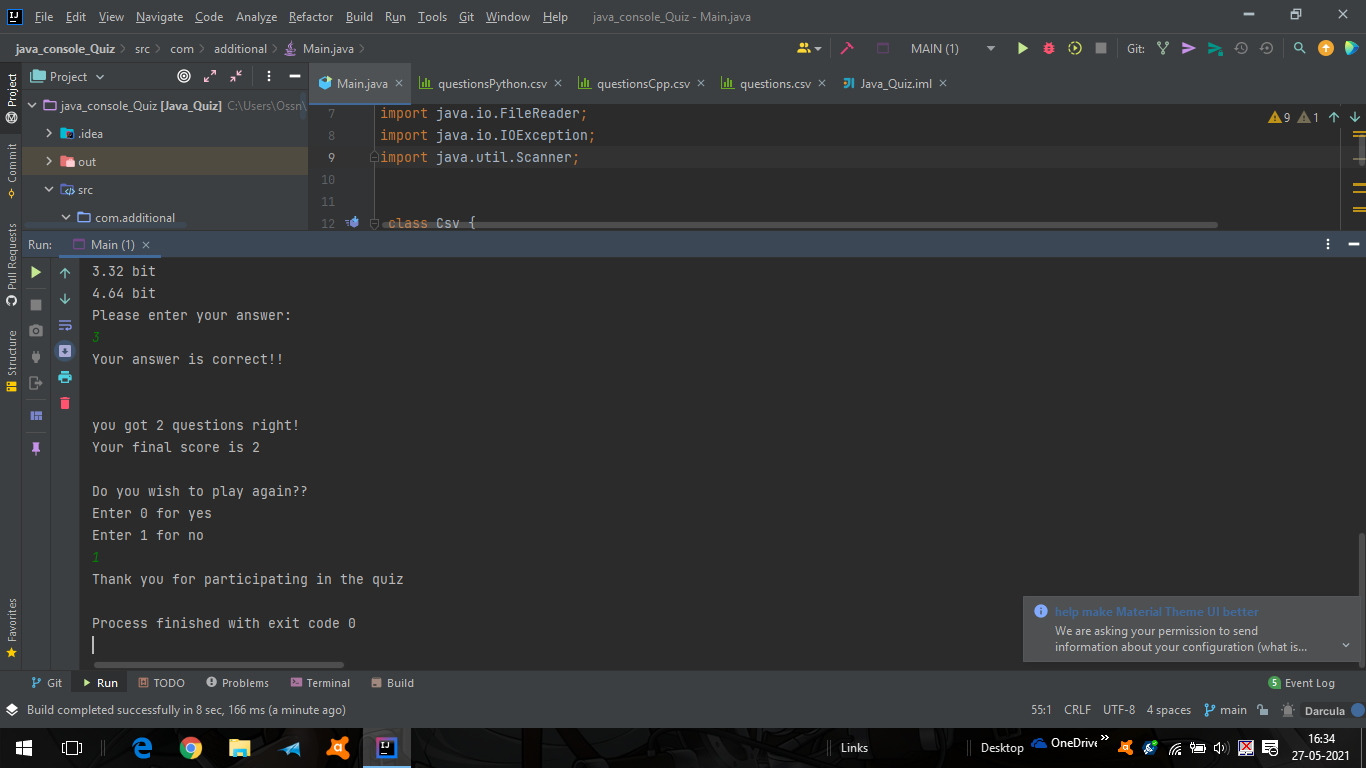 File Edit View Navigate Code Analyze Refactor Build Run Tools Git Window Help java_console_Quiz - Main.java
java_console_Quiz src com additional Main.java MAIN (1) Git:
Project
Main.java questionsPython.csv questionsCpp.csv questions.csv Java_Quiz.iml
java_console_Quiz [Java_Quiz] C:\Users\Ossn\
.idea
out
src
com.additional
7 import java.io.FileReader;
8 import java.io.IOException;
9 import java.util.Scanner;
10
11
12 class Csv {
9 1
Project
Commit
Pull Requests
Structure
Favorites
Run: Main (1)
3.32 bit
4.64 bit
Please enter your answer:
3
Your answer is correct!!
you got 2 questions right!
Your final score is 2
Do you wish to play again??
Enter 0 for yes
Enter 1 for no
1
Thank you for participating in the quiz
Process finished with exit code 0
help make Material Theme UI better
We are asking your permission to send
information about your configuration (what is...
Git Run TODO Problems Terminal Build 5 Event Log
Build completed successfully in 8 sec, 166 ms (a minute ago) 55:1 CRLF UTF-8 4 spaces main Darcula
Links Desktop OneDrive
16:34
27-05-2021